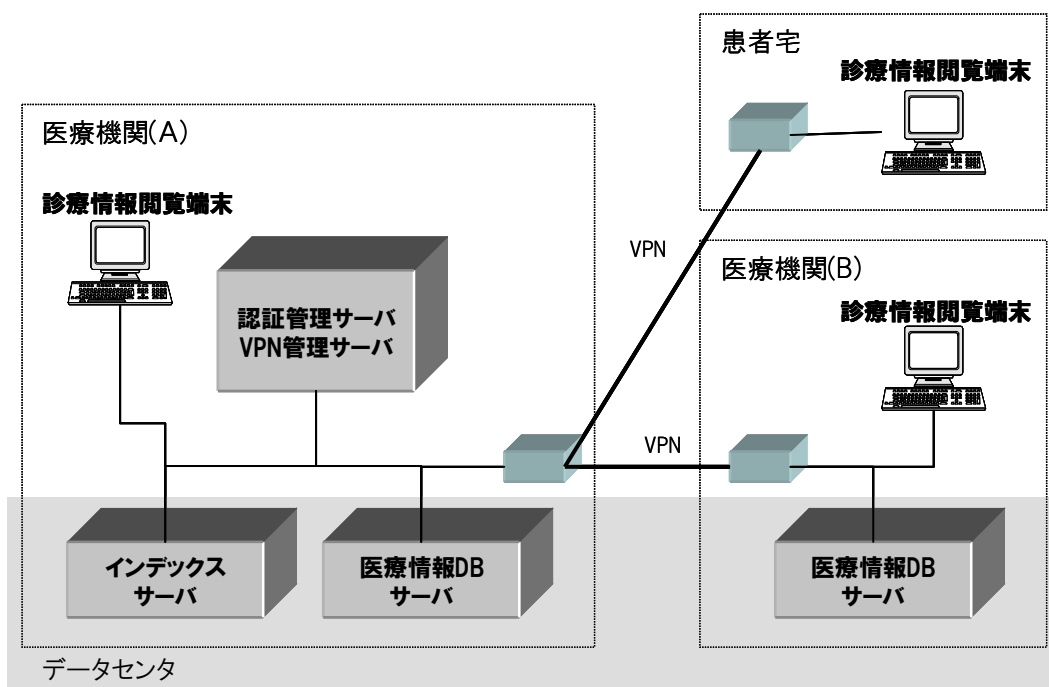 患者宅
診療情報閲覧端末
医療機関(A)
診療情報閲覧端末
認証管理サーバ
VPN管理サーバ
VPN
医療機関(B)
診療情報閲覧端末
VPN
インデックス
サーバ
医療情報DB
サーバ
医療情報DB
サーバ
データセンタ